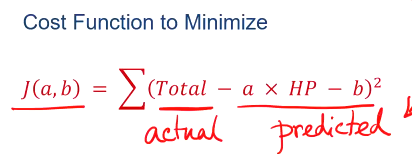 Cost Function to Minimize
J(a, b) = ∑(Total − a × HP − b)²
actual predicted